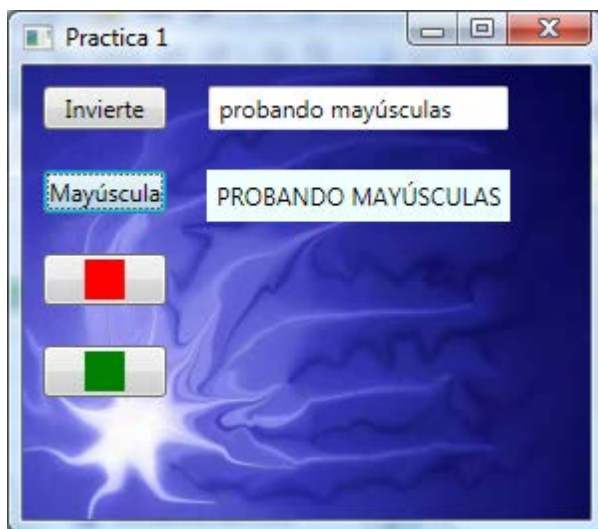 Practica 1
Invierte
probando mayúsculas
Mayúscula
PROBANDO MAYÚSCULAS